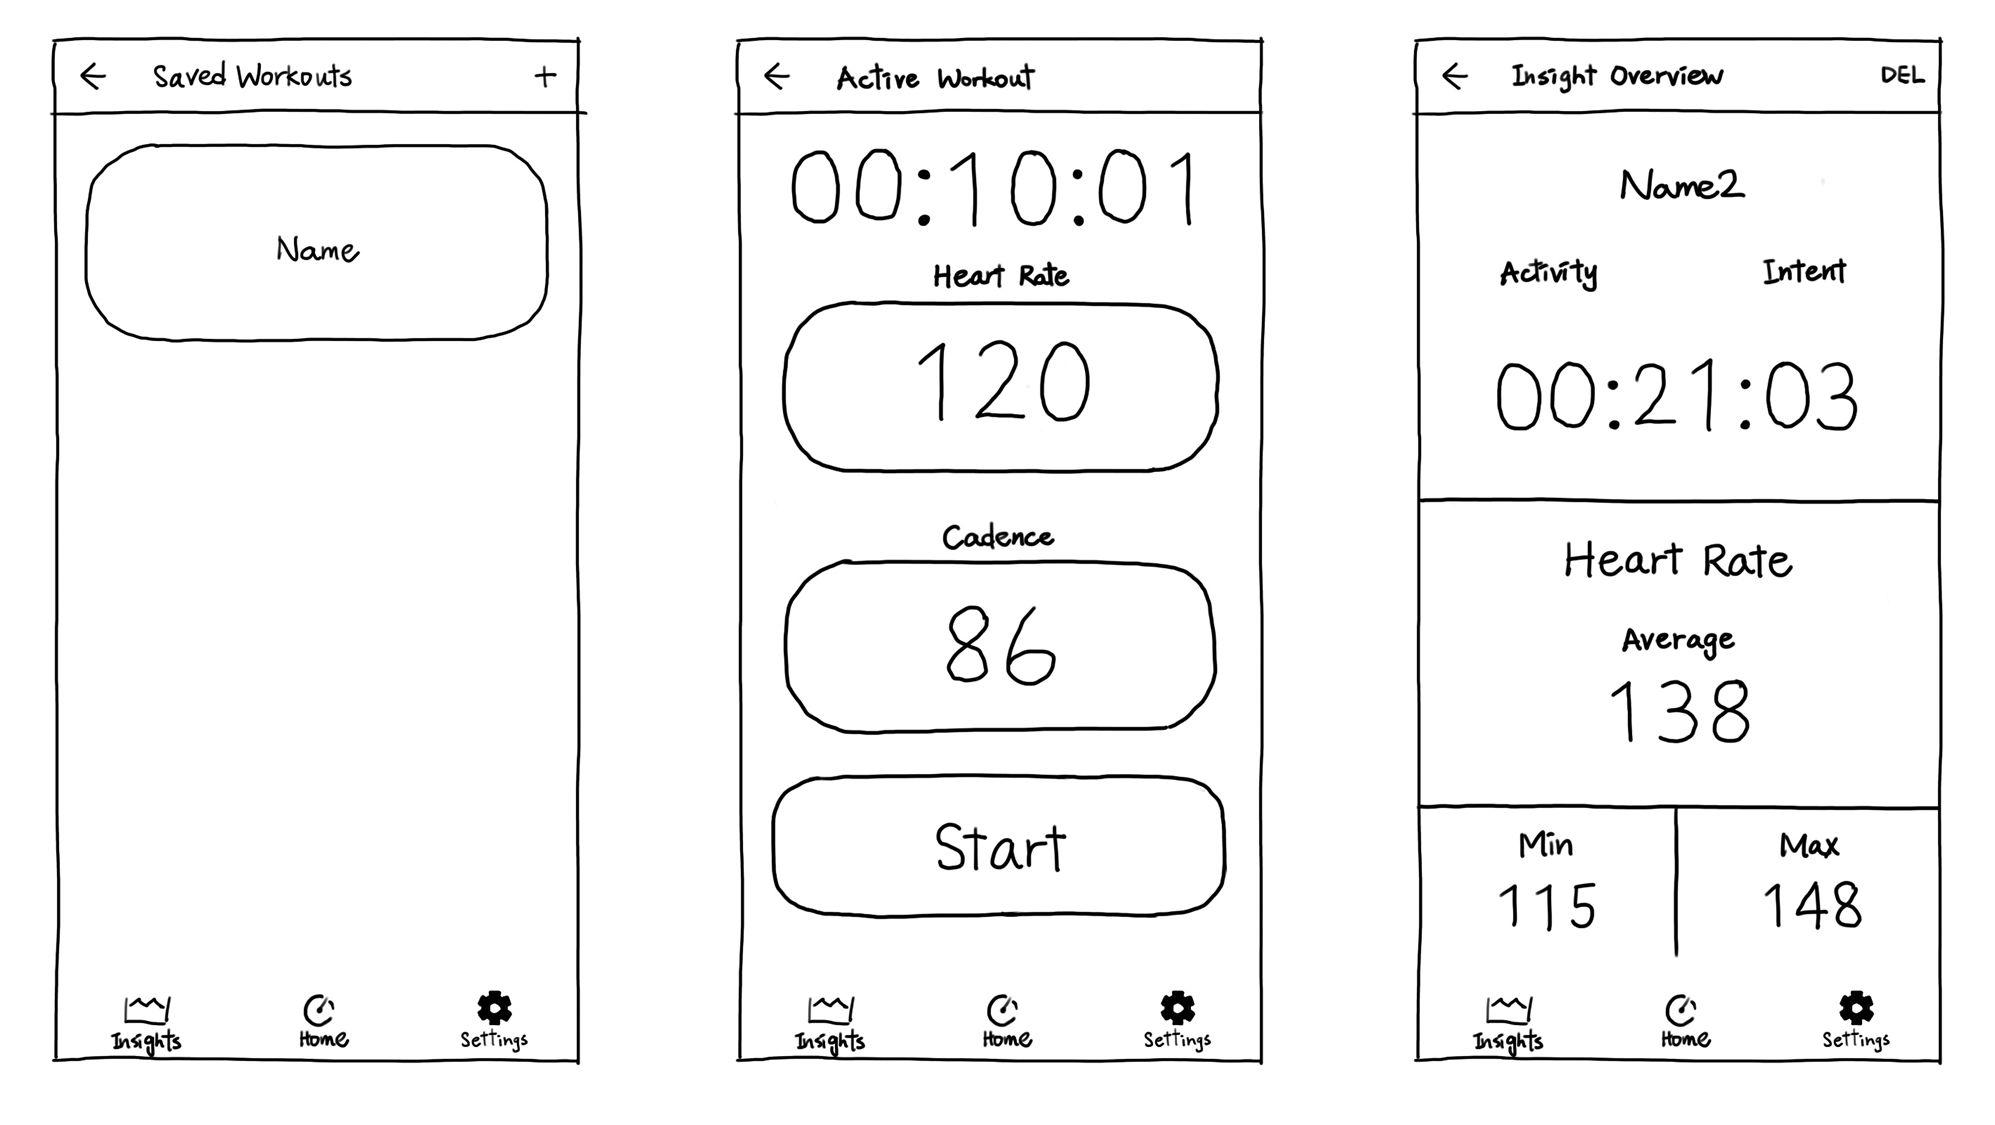 Saved Workouts +
Name
Insights Home Settings
Active Workout
00:10:01
Heart Rate
120
Cadence
86
Start
Insights Home Settings
Insight Overview DEL
Name2
Activity Intent
00:21:03
Heart Rate
Average
138
Min Max
115 148
Insights Home Settings